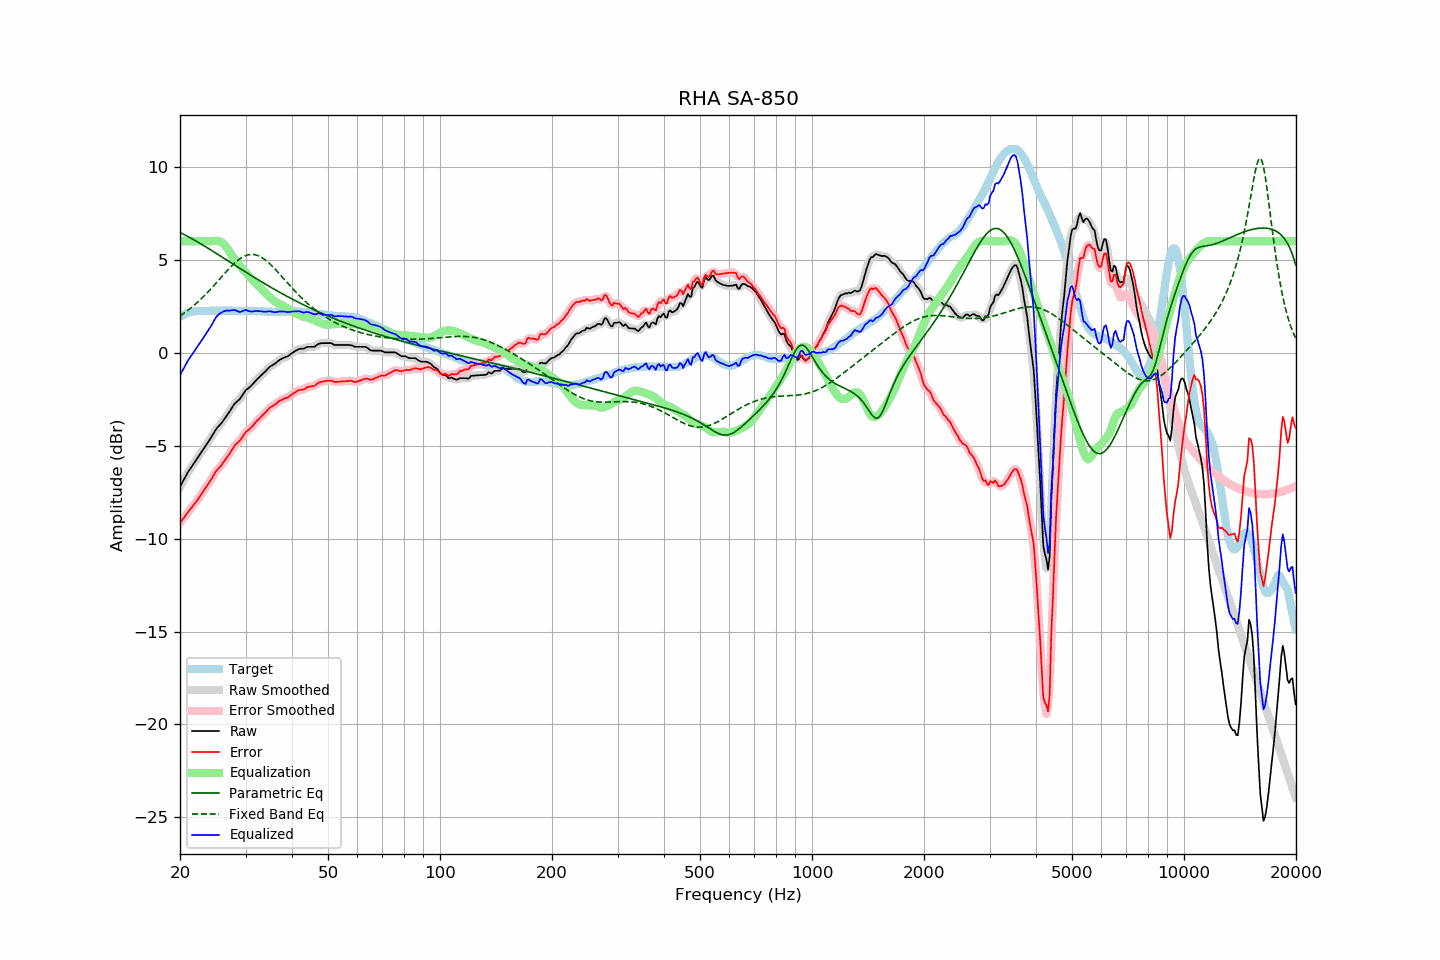 RHA SA-850
Amplitude (dBr)
10
5
0
−5
−10
−15
−20
−25
Target
Raw Smoothed
Error Smoothed
Raw
Error
Equalization
Parametric Eq
Fixed Band Eq
Equalized
20 50 100 200 500 1000 2000 5000 10000 20000
Frequency (Hz)